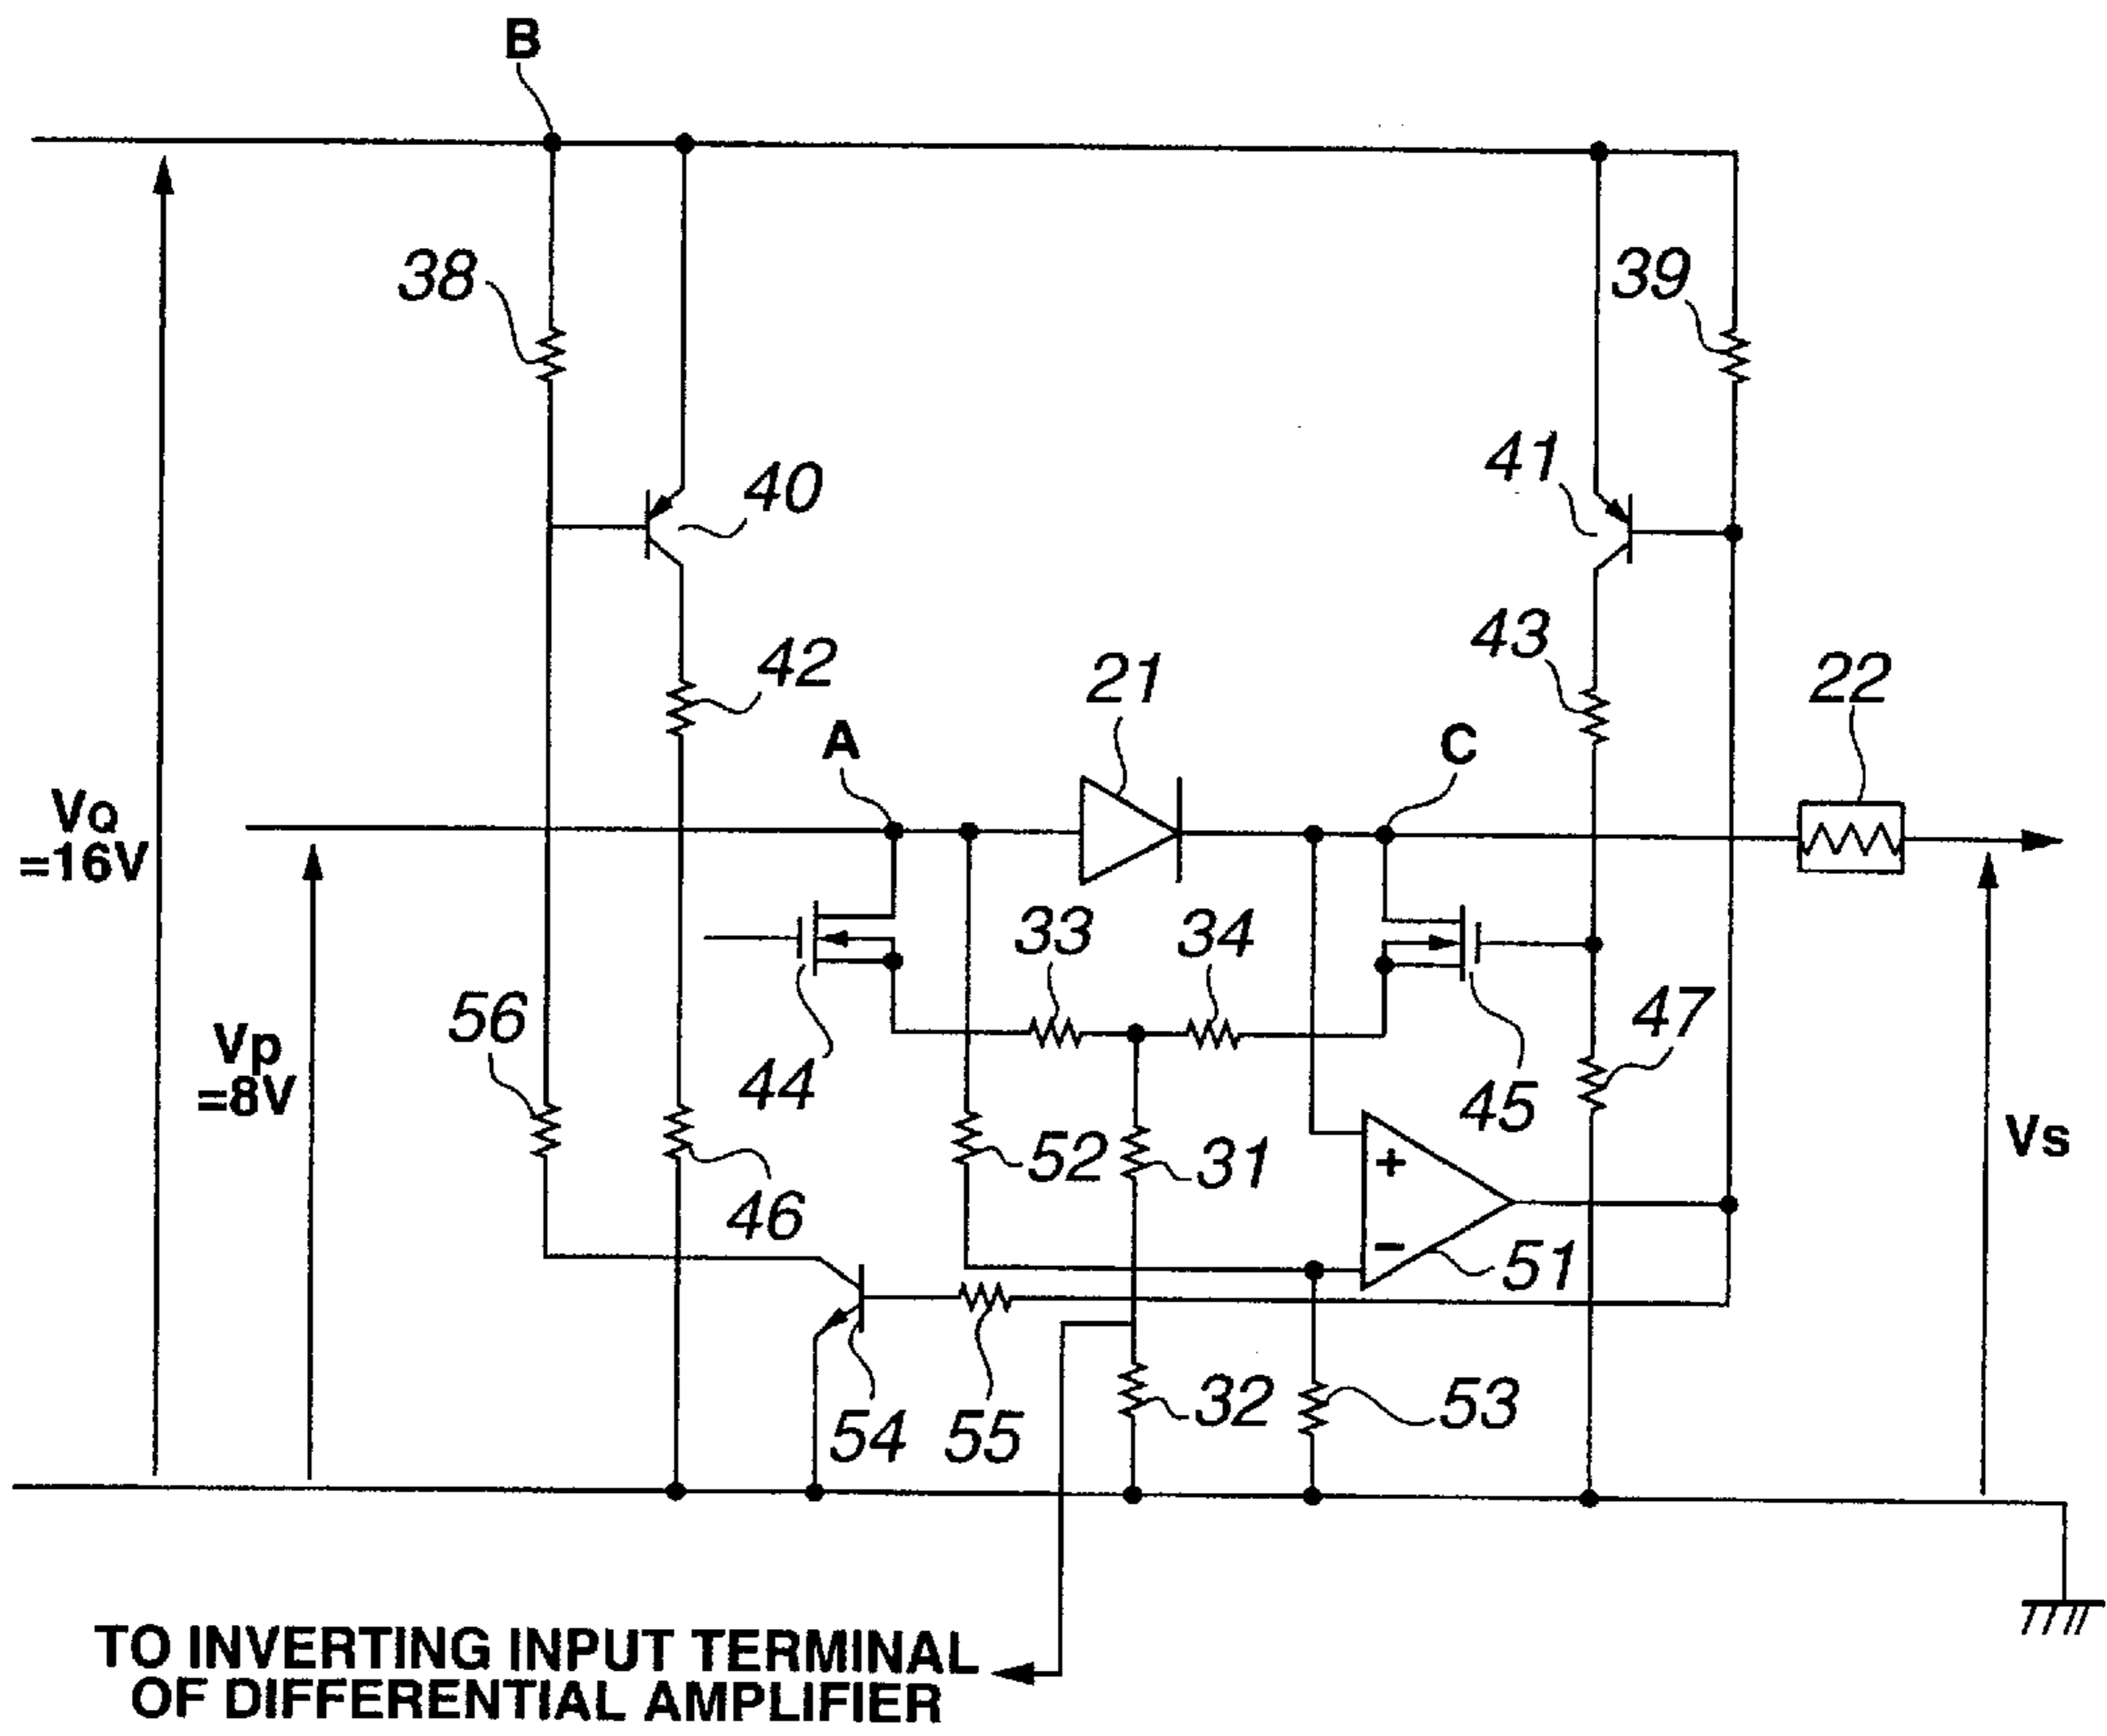 B
38
39
40
41
42
43
21
22
A
C
Vo
=16V
33
34
56
Vp
=8V
44
45
47
52
31
Vs
46
+
−
51
54
55
32
53
TO INVERTING INPUT TERMINAL
OF DIFFERENTIAL AMPLIFIER